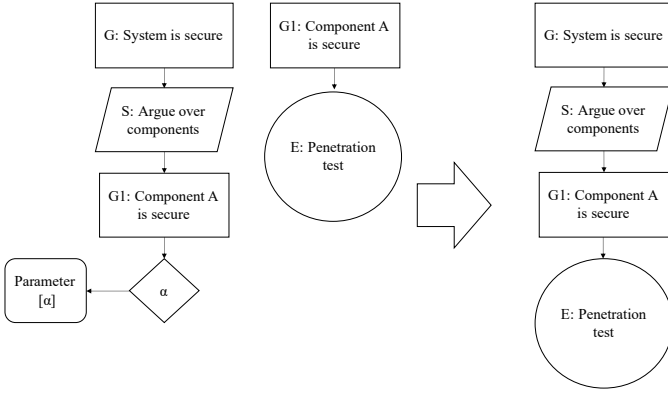 G: System is secure
S: Argue over
components
G1: Component A
is secure
α
Parameter
[α]
G1: Component A
is secure
E: Penetration
test
G: System is secure
S: Argue over
components
G1: Component A
is secure
E: Penetration
test